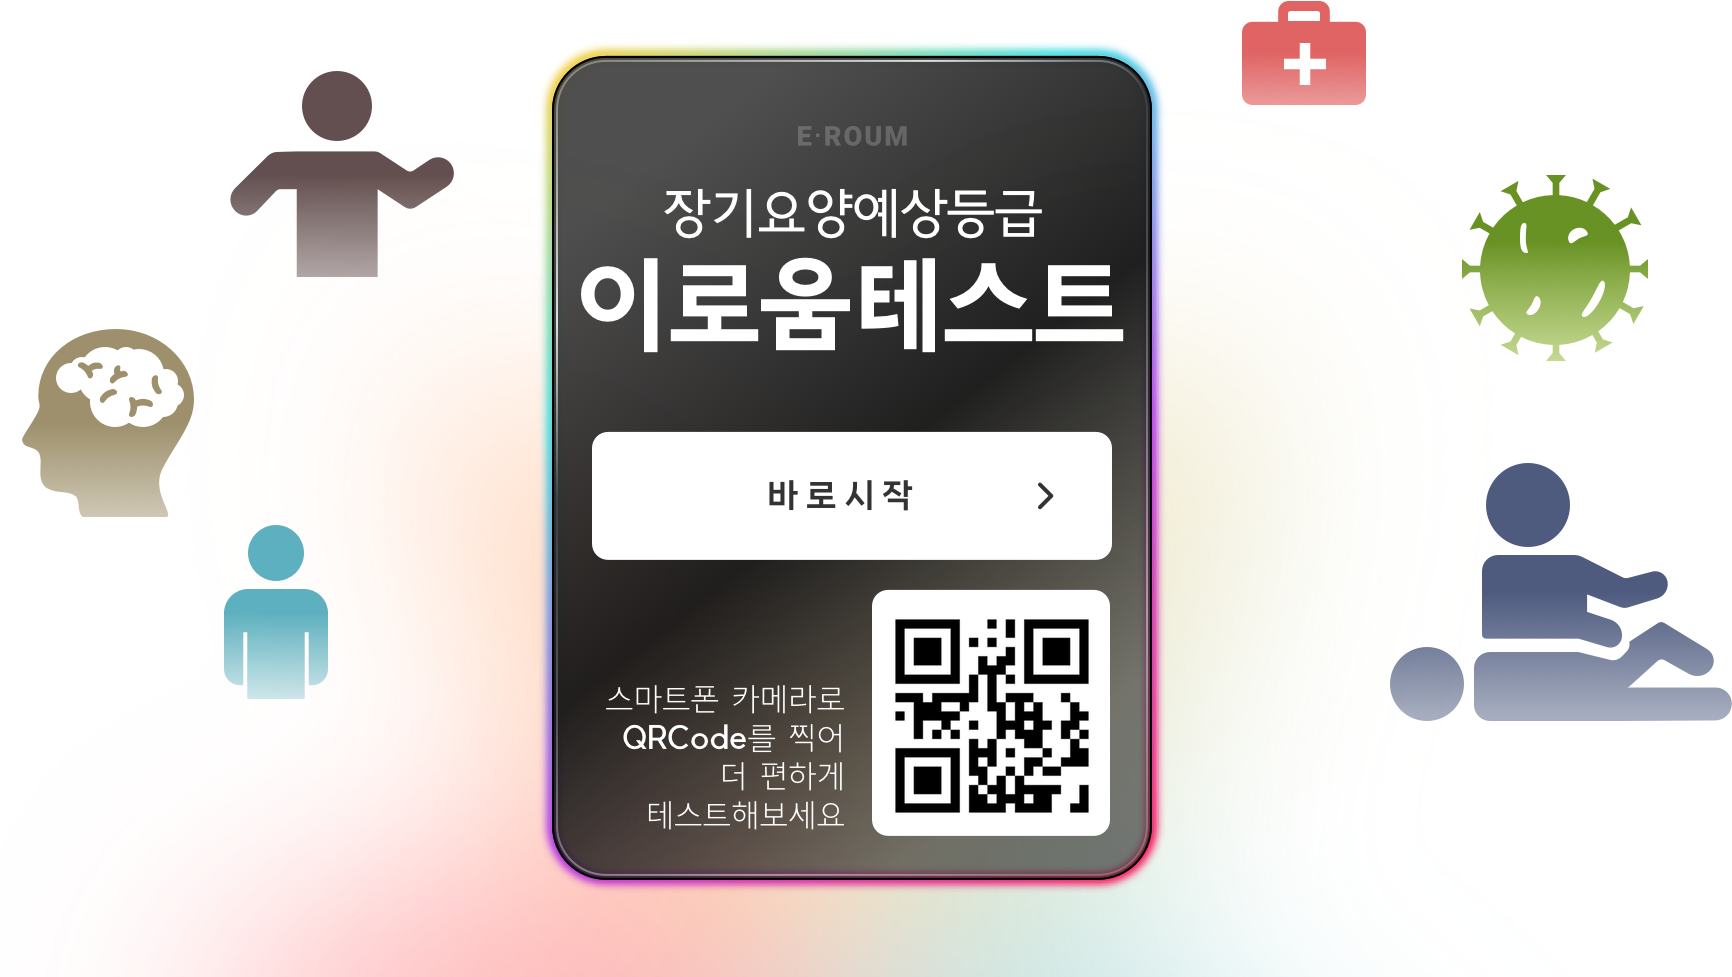 E·ROUM
장기요양예상등급
이로움테스트
바로시작
스마트폰 카메라로
QRCode를 찍어
더 편하게
테스트해보세요